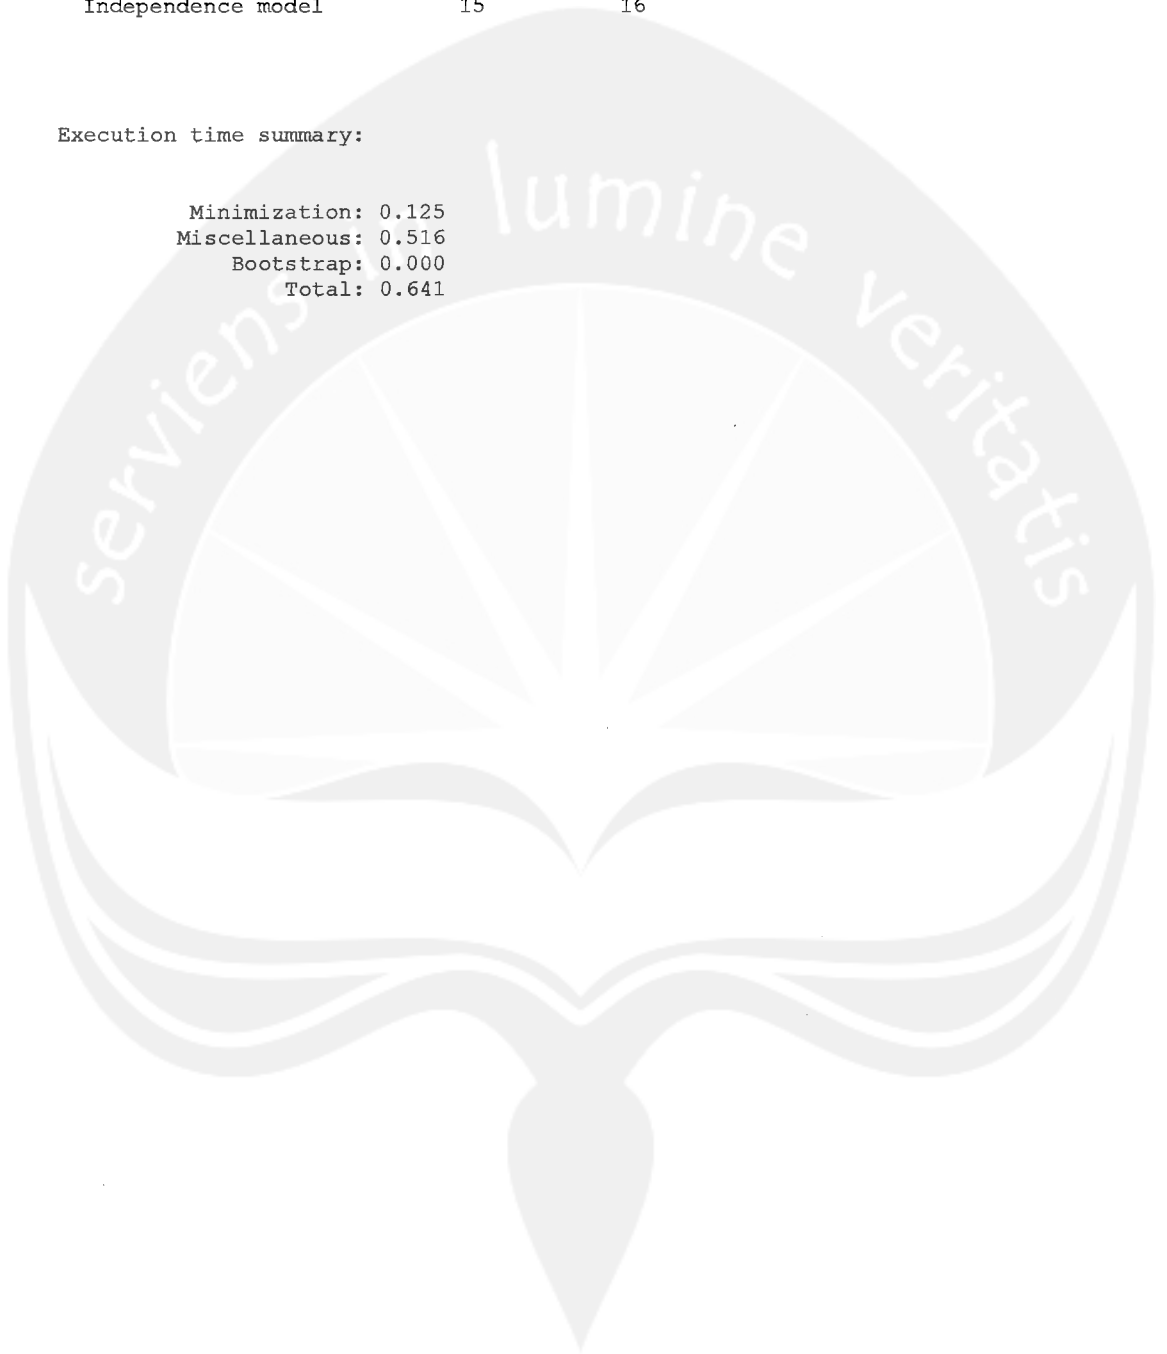 Independence model 15 16
Execution time summary:
Minimization: 0.125
Miscellaneous: 0.516
Bootstrap: 0.000
Total: 0.641
serviens in lumine veritatis